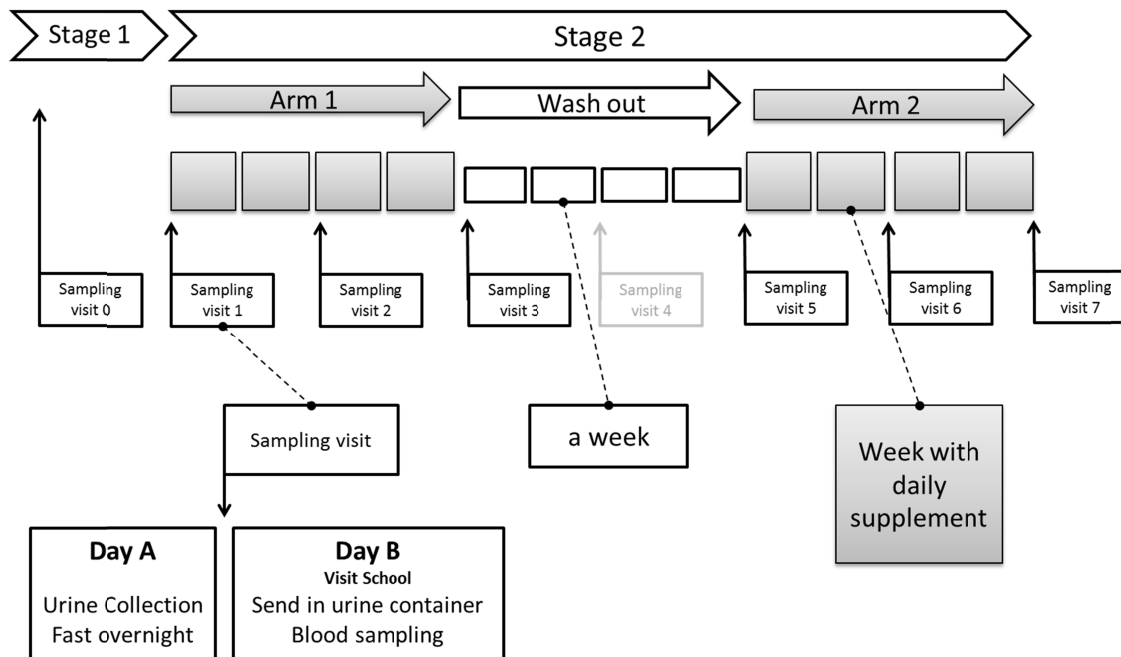 Stage 1
Stage 2
Arm 1
Wash out
Arm 2
Sampling
visit 0
Sampling
visit 1
Sampling
visit 2
Sampling
visit 3
Sampling
visit 4
Sampling
visit 5
Sampling
visit 6
Sampling
visit 7
Sampling visit
a week
Week with
daily
supplement
Day A
Urine Collection
Fast overnight
Day B
Visit School
Send in urine container
Blood sampling